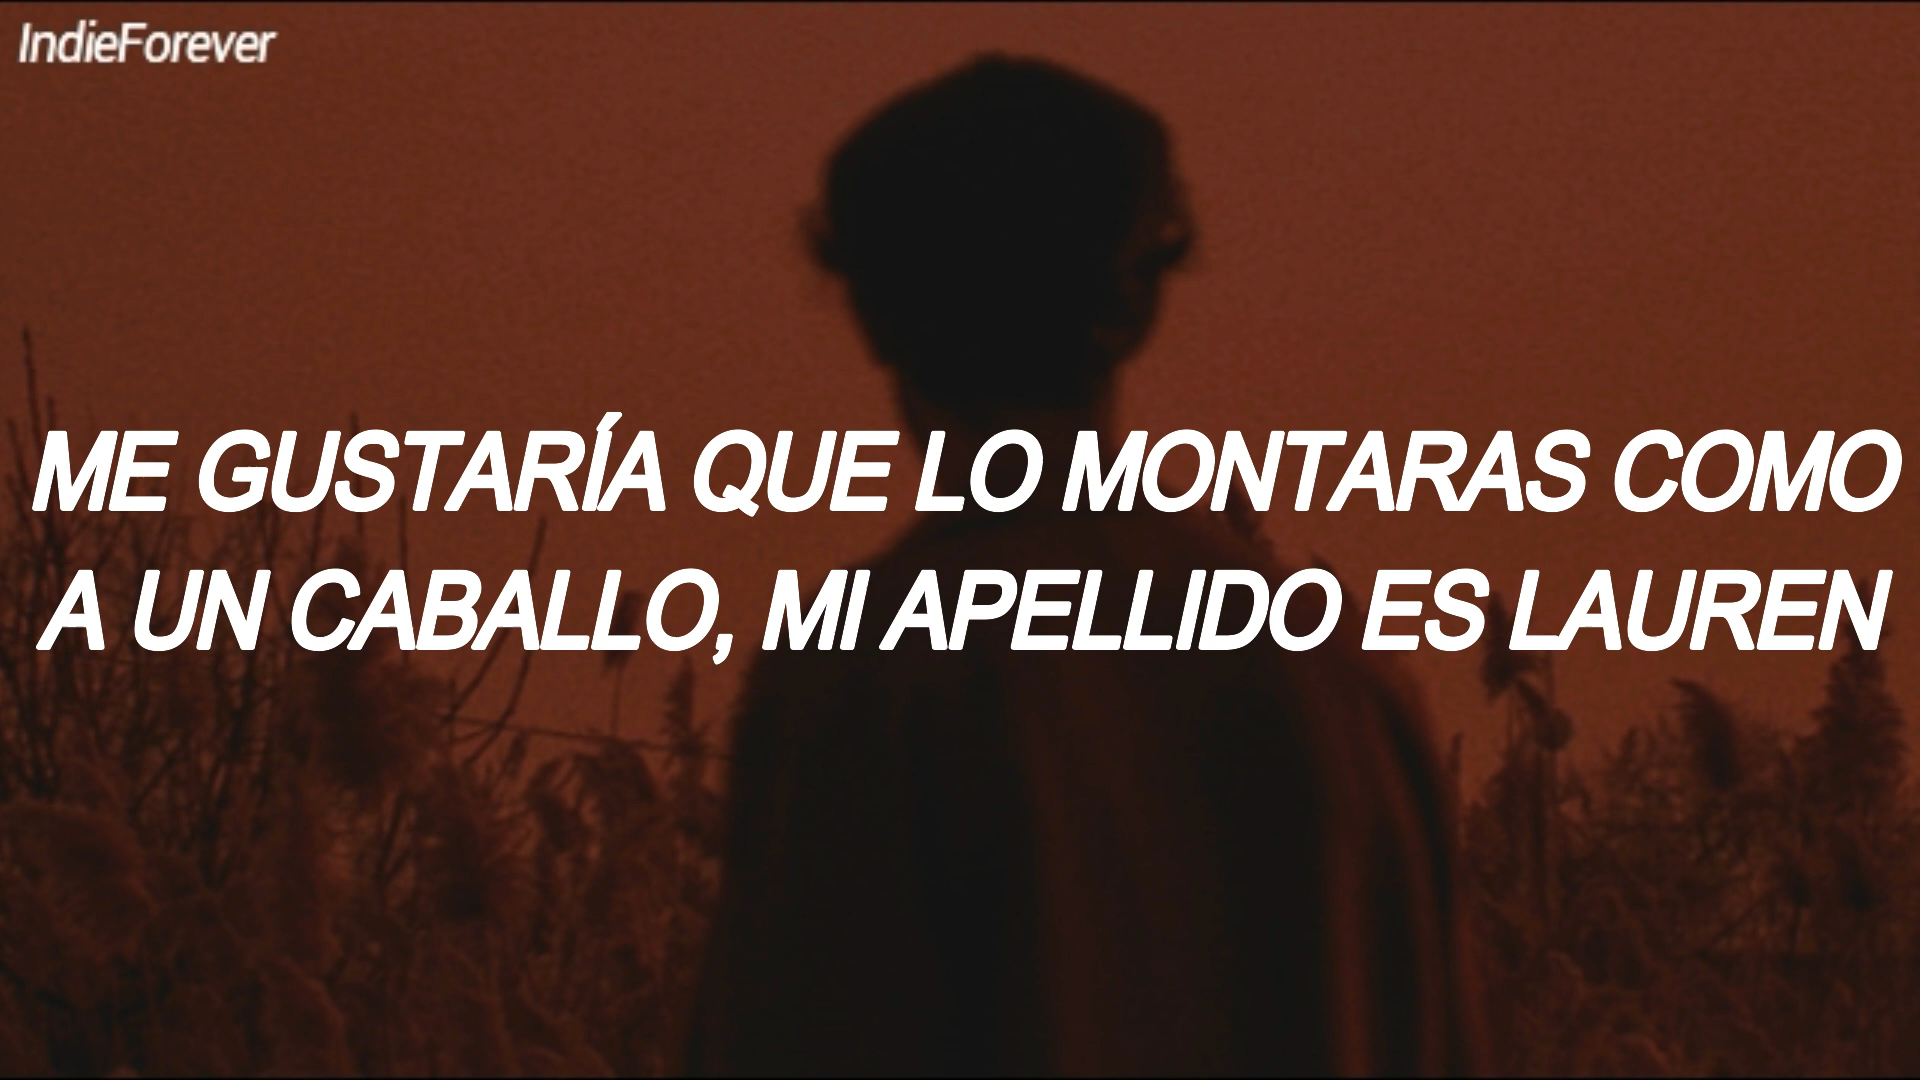 IndieForever
ME GUSTARÍA QUE LO MONTARAS COMO
A UN CABALLO, MI APELLIDO ES LAUREN